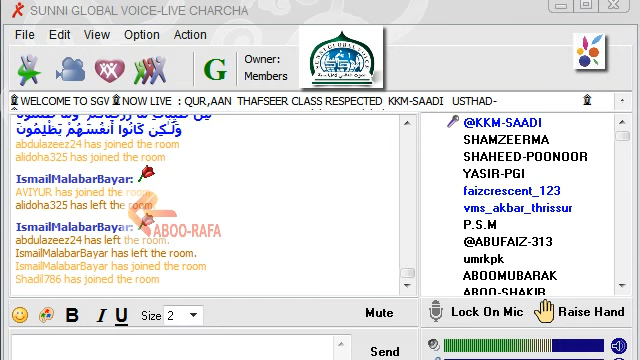 SUNNI GLOBAL VOICE-LIVE CHARCHA
File Edit View Option Action
G
Owner:
Members
WELCOME TO SGV NOW LIVE : QUR,AAN THAFSEER CLASS RESPECTED KKM-SAADI USTHAD-
وَلَٰكِن كَانُوا أَنفُسَهُمْ يَظْلِمُونَ
abdulazeez24 has joined the room
alidoha325 has joined the room
IsmailMalabarBayar:
AVIYUR has joined the room
alidoha325 has left the room
IsmailMalabarBayar:
ABOO-RAFA
abdulazeez24 has left the room.
IsmailMalabarBayar has left the room.
IsmailMalabarBayar has joined the room
Shadil786 has joined the room
@KKM-SAADI
SHAMZEERMA
SHAHEED-POONOOR
YASIR-PGI
faizcrescent_123
vms_akbar_thrissur
P.S.M
@ABUFAIZ-313
umrkpk
ABOOMUBARAK
ABOO-SHAKIR
B I U Size 2 Mute
Lock On Mic Raise Hand
Send